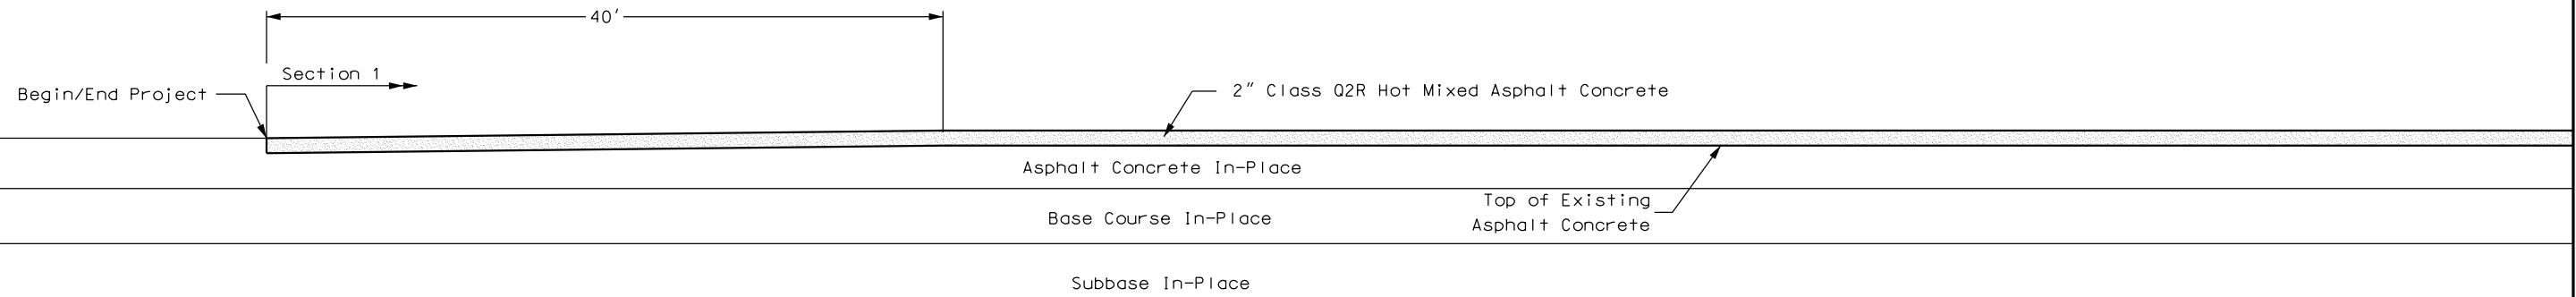 40'
Section 1
Begin/End Project
2" Class Q2R Hot Mixed Asphalt Concrete
Asphalt Concrete In-Place
Top of Existing
Asphalt Concrete
Base Course In-Place
Subbase In-Place